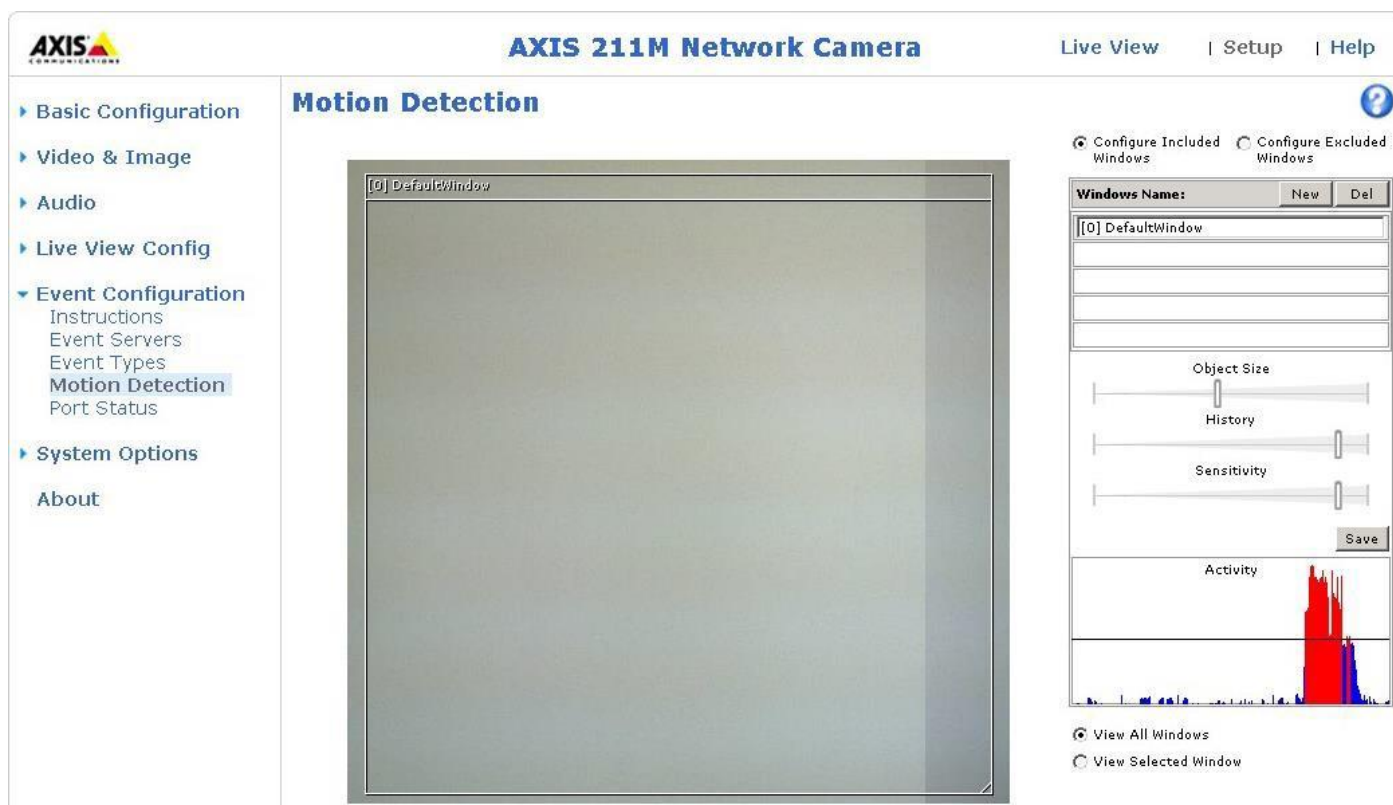 AXIS
COMMUNICATIONS
AXIS 211M Network Camera
Live View | Setup | Help
Basic Configuration
Video & Image
Audio
Live View Config
Event Configuration
Instructions
Event Servers
Event Types
Motion Detection
Port Status
System Options
About
Motion Detection
?
[0] DefaultWindow
Configure Included Windows
Configure Excluded Windows
Windows Name:
New
Del
[0] DefaultWindow
Object Size
History
Sensitivity
Save
Activity
View All Windows
View Selected Window